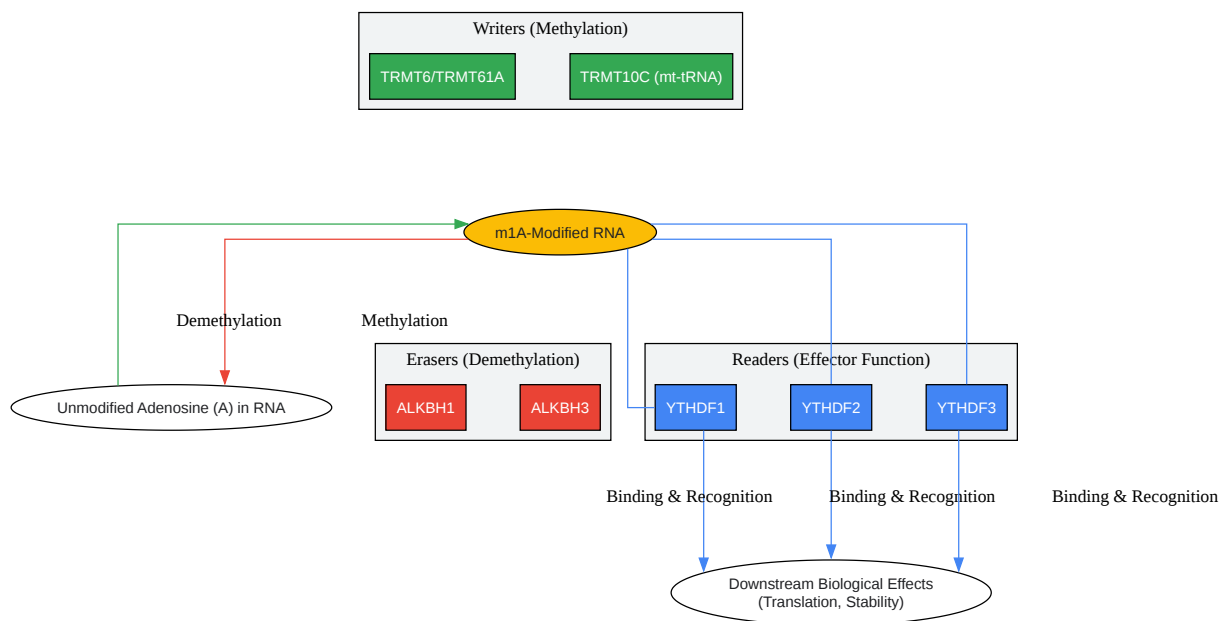 Writers (Methylation)
TRMT6/TRMT61A
TRMT10C (mt-tRNA)
m1A-Modified RNA
Demethylation
Methylation
Erasers (Demethylation)
Readers (Effector Function)
Unmodified Adenosine (A) in RNA
ALKBH1
ALKBH3
YTHDF1
YTHDF2
YTHDF3
Binding & Recognition
Binding & Recognition
Binding & Recognition
Downstream Biological Effects
(Translation, Stability)